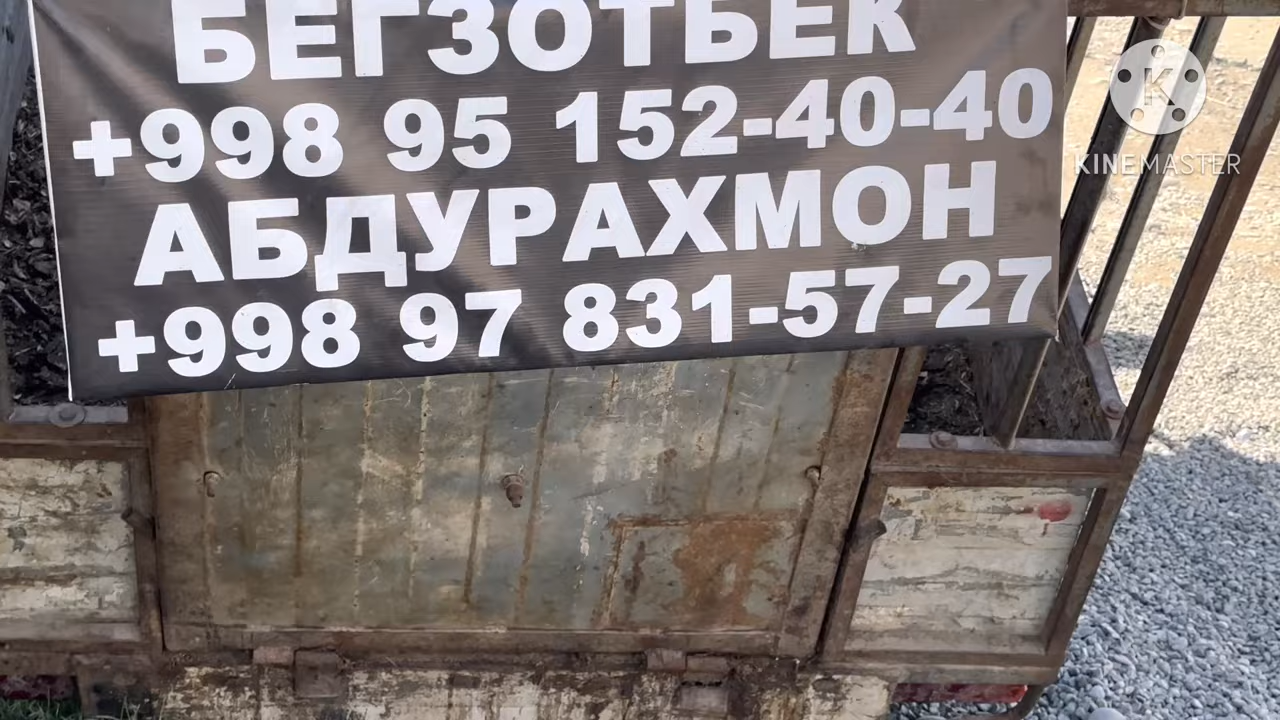 БЕГЗОТБЕК
+998 95 152-40-40
АБДУРАХМОН
+998 97 831-57-27
K
KINEMASTER